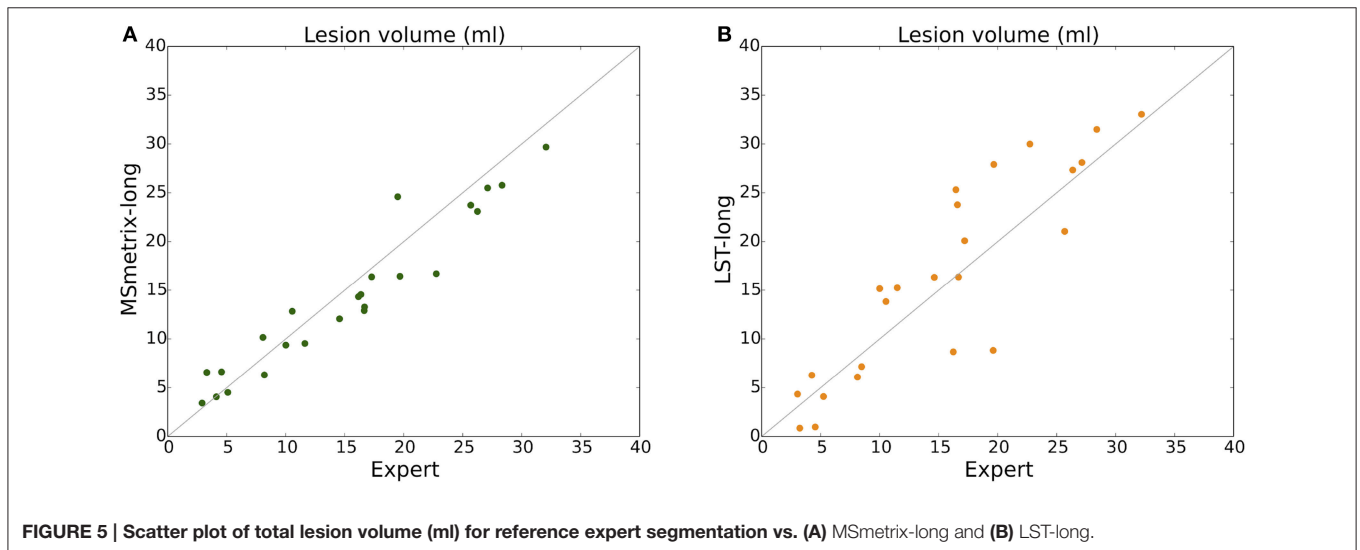 A
Lesion volume (ml)
40
35
30
25
20
15
10
5
0
MSmetrix-long
0 5 10 15 20 25 30 35 40
Expert
B
Lesion volume (ml)
40
35
30
25
20
15
10
5
0
LST-long
0 5 10 15 20 25 30 35 40
Expert
FIGURE 5 | Scatter plot of total lesion volume (ml) for reference expert segmentation vs. (A) MSmetrix-long and (B) LST-long.